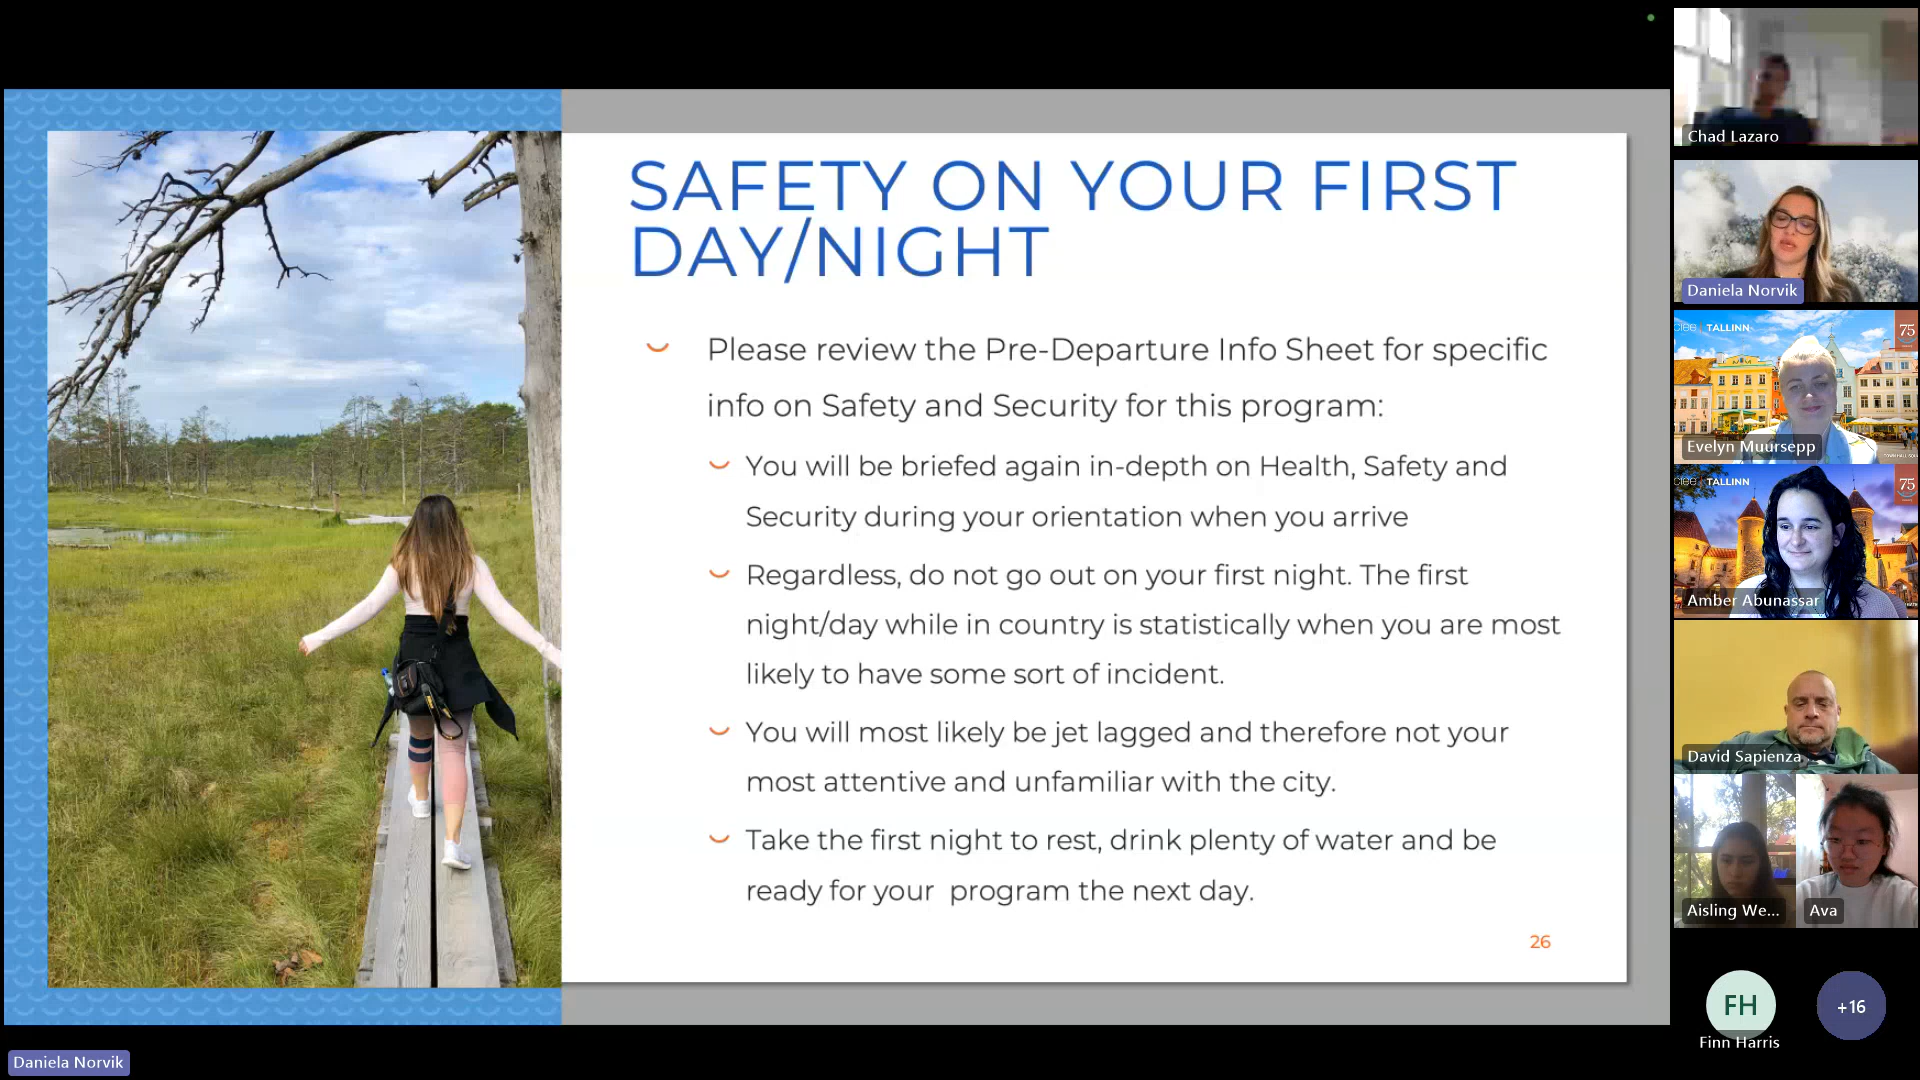 SAFETY ON YOUR FIRST
DAY/NIGHT
Please review the Pre-Departure Info Sheet for specific
info on Safety and Security for this program:
You will be briefed again in-depth on Health, Safety and
Security during your orientation when you arrive
Regardless, do not go out on your first night. The first
night/day while in country is statistically when you are most
likely to have some sort of incident.
You will most likely be jet lagged and therefore not your
most attentive and unfamiliar with the city.
Take the first night to rest, drink plenty of water and be
ready for your  program the next day.
26
Daniela Norvik
Chad Lazaro
Daniela Norvik
ciee | TALLINN
75
Evelyn Muursepp
ciee | TALLINN
75
Amber Abunassar
David Sapienza
Aisling We...
Ava
FH
Finn Harris
+16